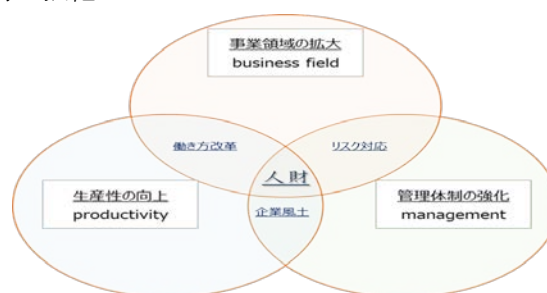 事業領域の拡大
business field
働き方改革
リスク対応
人財
生産性の向上
productivity
企業風土
管理体制の強化
management